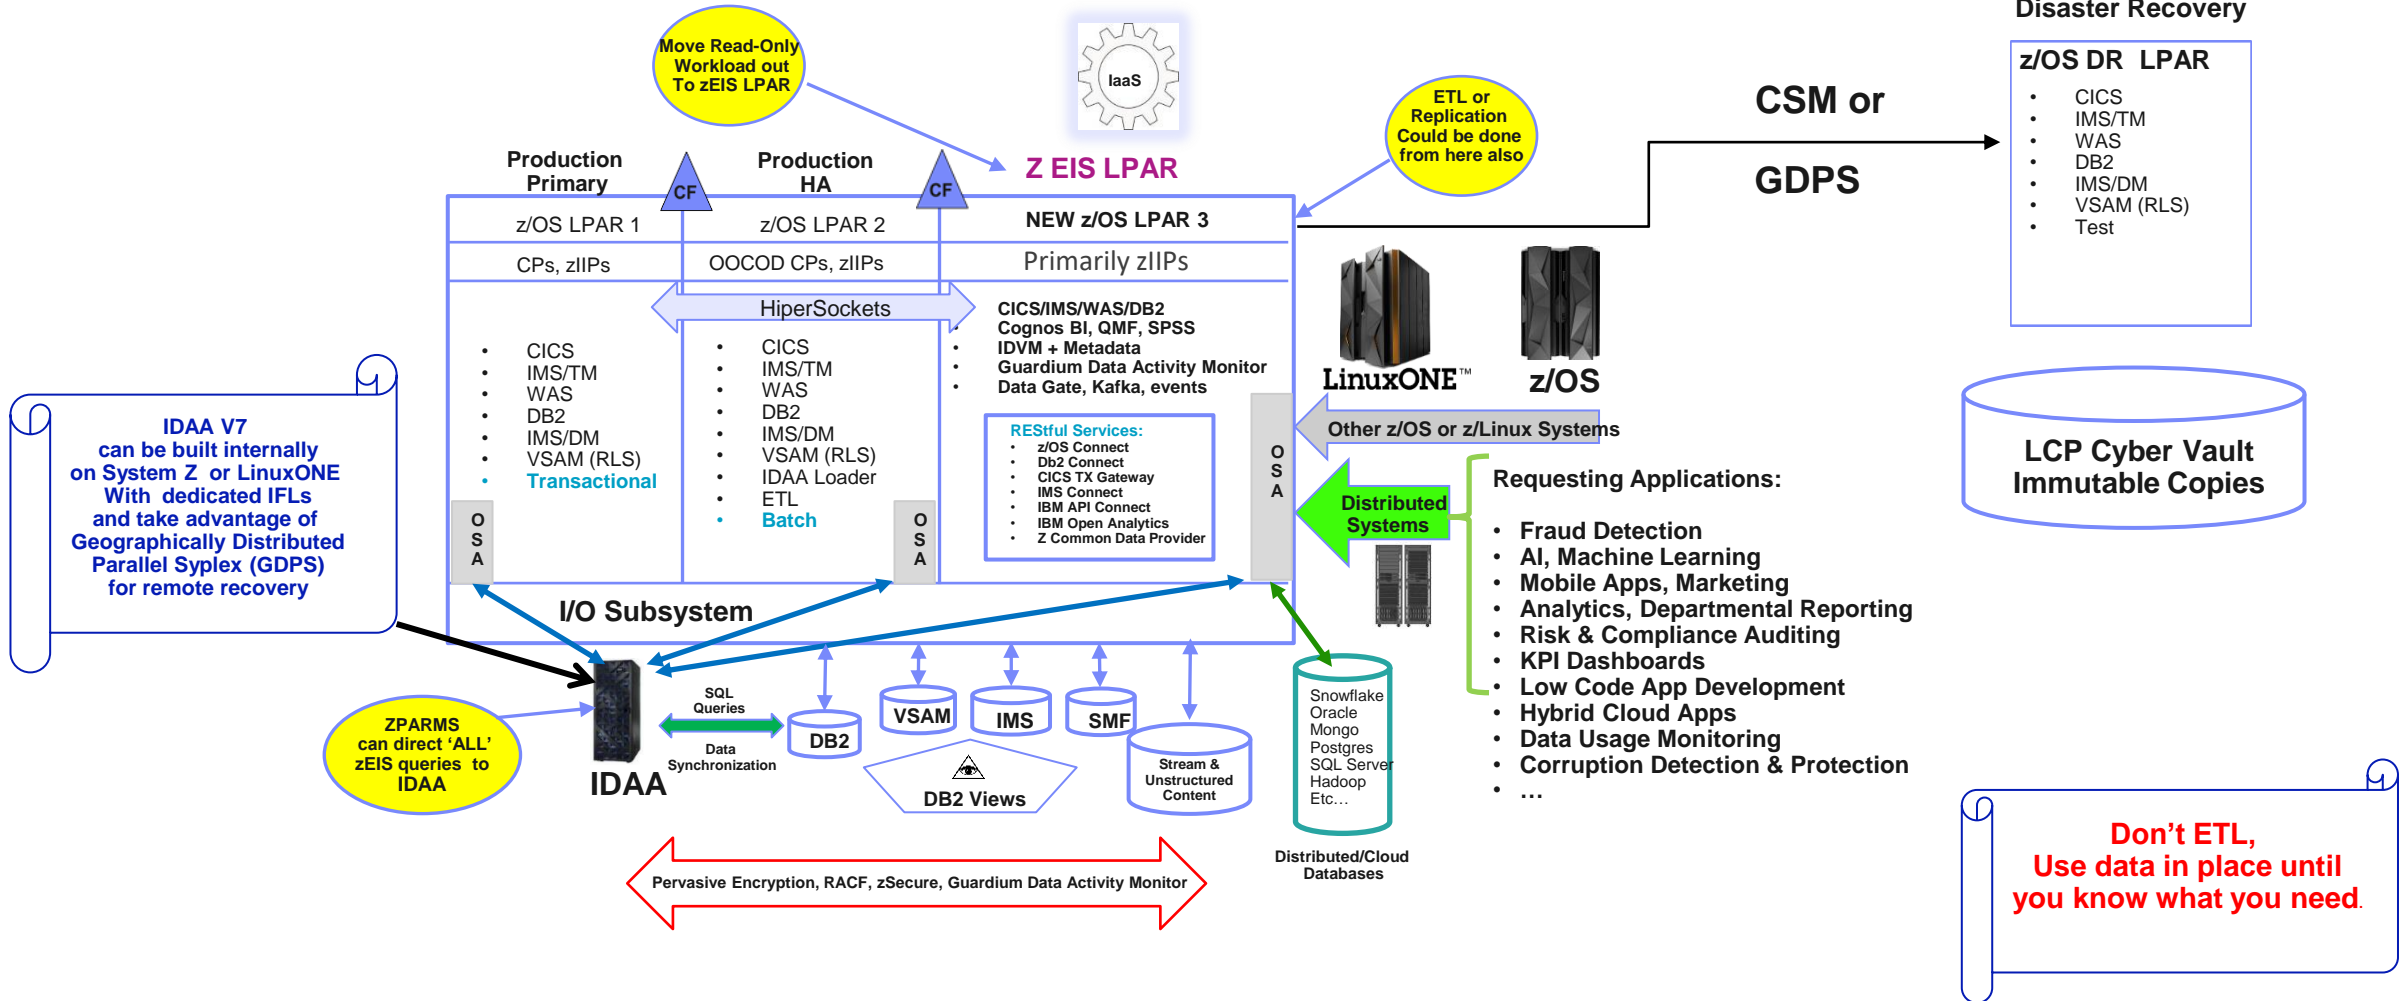 Disaster Recovery
z/OS DR LPAR
• CICS
• IMS/TM
• WAS
• DB2
• IMS/DM
• VSAM (RLS)
• Test
Move Read-Only
Workload out
To zEIS LPAR
IaaS
ETL or
Replication
Could be done
from here also
CSM or
GDPS
Production
Primary
CF
Production
HA
CF
Z EIS LPAR
z/OS LPAR 1
z/OS LPAR 2
NEW z/OS LPAR 3
CPs, zIIPs
OOCOD CPs, zIIPs
Primarily zIIPs
HiperSockets
• CICS
• IMS/TM
• WAS
• DB2
• IMS/DM
• VSAM (RLS)
• Transactional
• CICS
• IMS/TM
• WAS
• DB2
• IMS/DM
• VSAM (RLS)
• IDAA Loader
• ETL
• Batch
CICS/IMS/WAS/DB2
• Cognos BI, QMF, SPSS
• IDVM + Metadata
• Guardium Data Activity Monitor
• Data Gate, Kafka, events
REStful Services:
• z/OS Connect
• Db2 Connect
• CICS TX Gateway
• IMS Connect
• IBM API Connect
• IBM Open Analytics
• Z Common Data Provider
O
S
A
O
S
A
O
S
A
I/O Subsystem
LinuxONE™
z/OS
Other z/OS or z/Linux Systems
Distributed
Systems
Requesting Applications:
• Fraud Detection
• AI, Machine Learning
• Mobile Apps, Marketing
• Analytics, Departmental Reporting
• Risk & Compliance Auditing
• KPI Dashboards
• Low Code App Development
• Hybrid Cloud Apps
• Data Usage Monitoring
• Corruption Detection & Protection
• …
LCP Cyber Vault
Immutable Copies
IDAA V7
can be built internally
on System Z or LinuxONE
With dedicated IFLs
and take advantage of
Geographically Distributed
Parallel Syplex (GDPS)
for remote recovery
ZPARMS
can direct ‘ALL’
zEIS queries to
IDAA
IDAA
SQL
Queries
Data
Synchronization
DB2
VSAM
IMS
SMF
Stream &
Unstructured
Content
DB2 Views
Snowflake
Oracle
Mongo
Postgres
SQL Server
Hadoop
Etc…
Distributed/Cloud
Databases
Pervasive Encryption, RACF, zSecure, Guardium Data Activity Monitor
Don’t ETL,
Use data in place until
you know what you need.